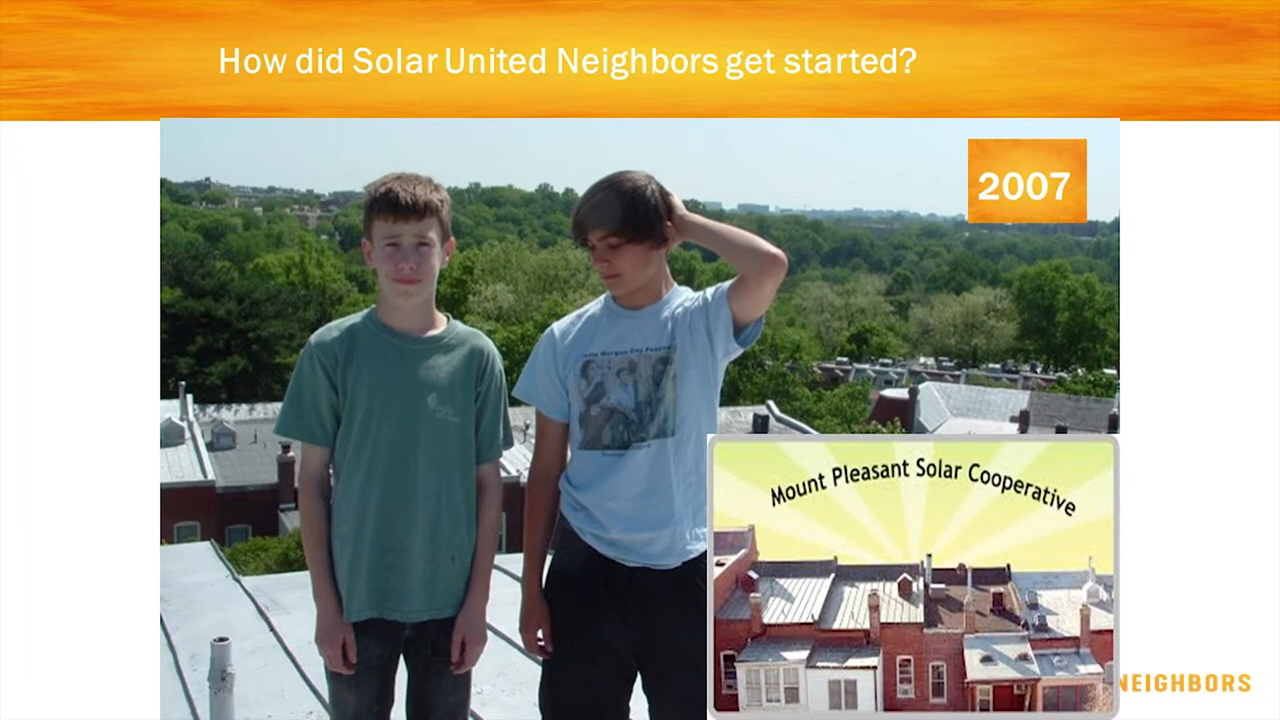 How did Solar United Neighbors get started?
2007
Mount Pleasant Solar Cooperative
NEIGHBORS